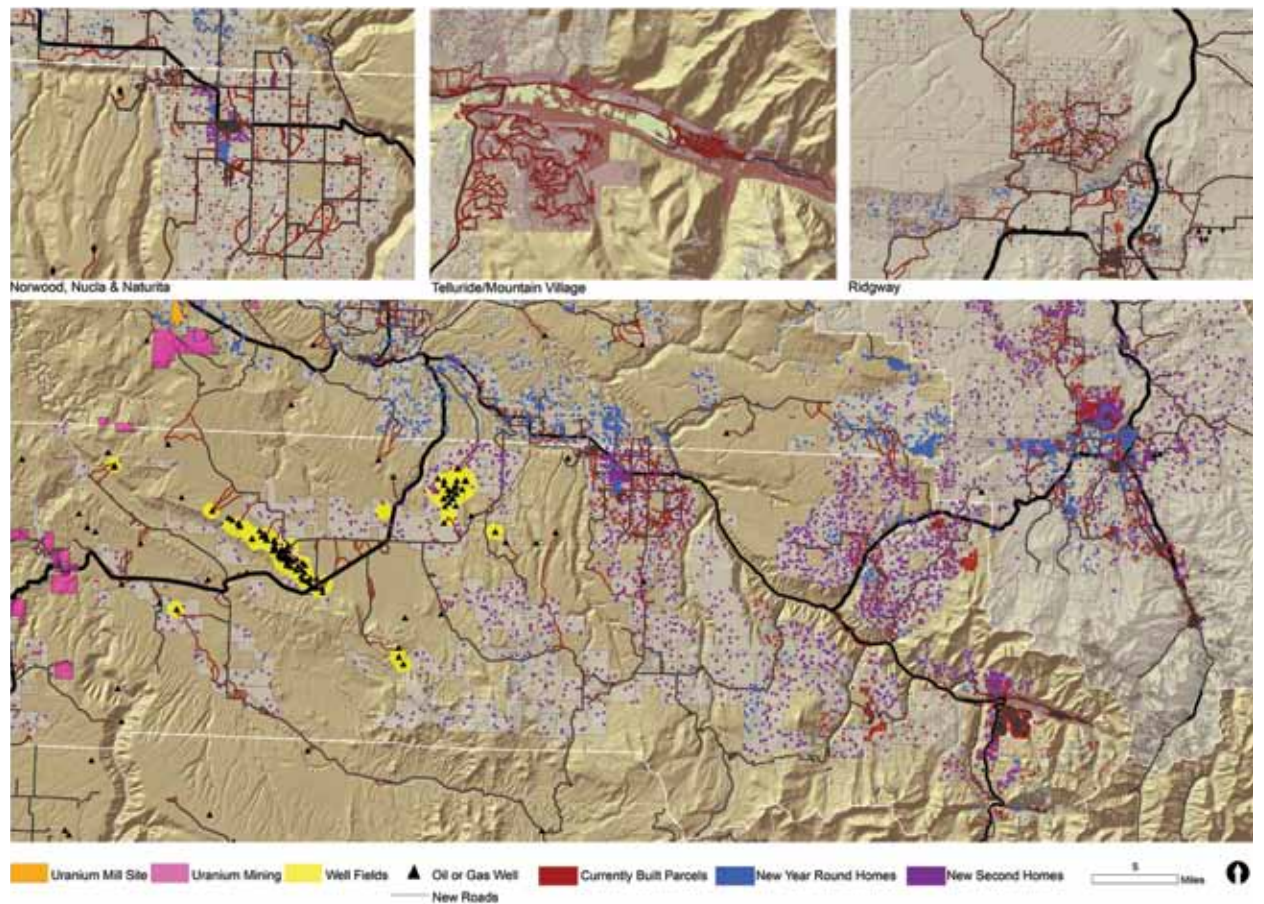 Norwood, Nucla & Naturita
Telluride/Mountain Village
Ridgway
Uranium Mill Site
Uranium Mining
Well Fields
Oil or Gas Well
Currently Built Parcels
New Year Round Homes
New Second Homes
5
Miles
New Roads